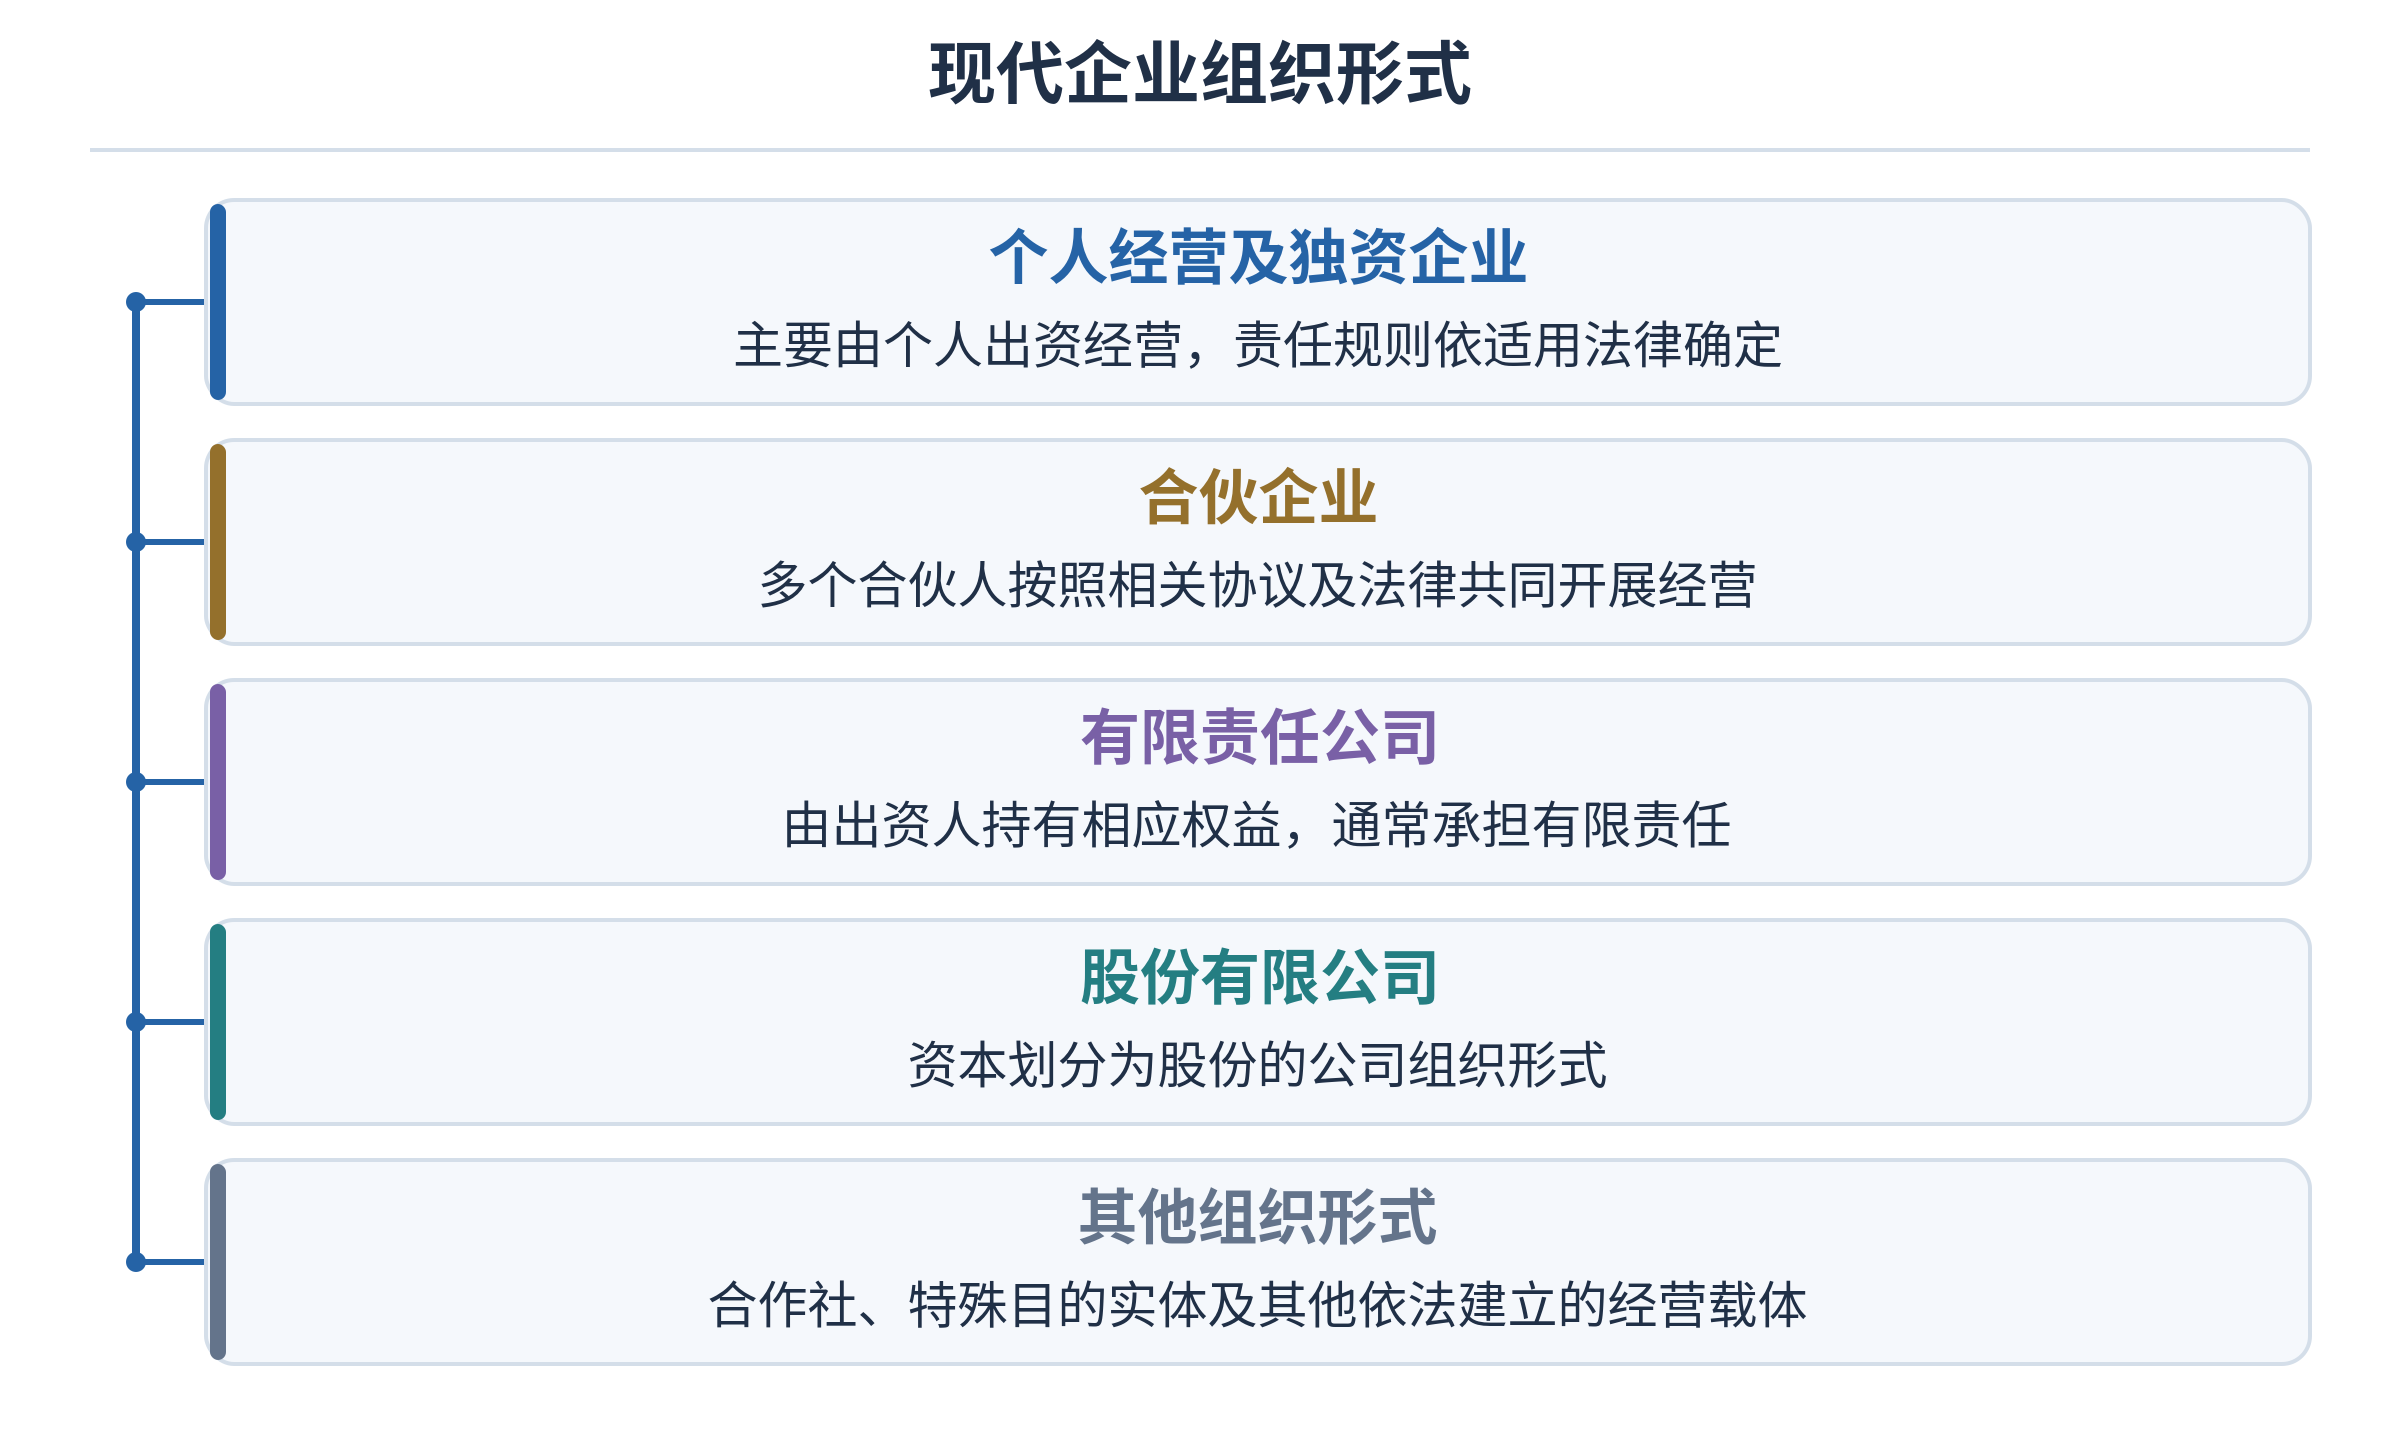 现代企业组织形式
个人经营及独资企业
主要由个人出资经营，责任规则依适用法律确定
合伙企业
多个合伙人按照相关协议及法律共同开展经营
有限责任公司
由出资人持有相应权益，通常承担有限责任
股份有限公司
资本划分为股份的公司组织形式
其他组织形式
合作社、特殊目的实体及其他依法建立的经营载体